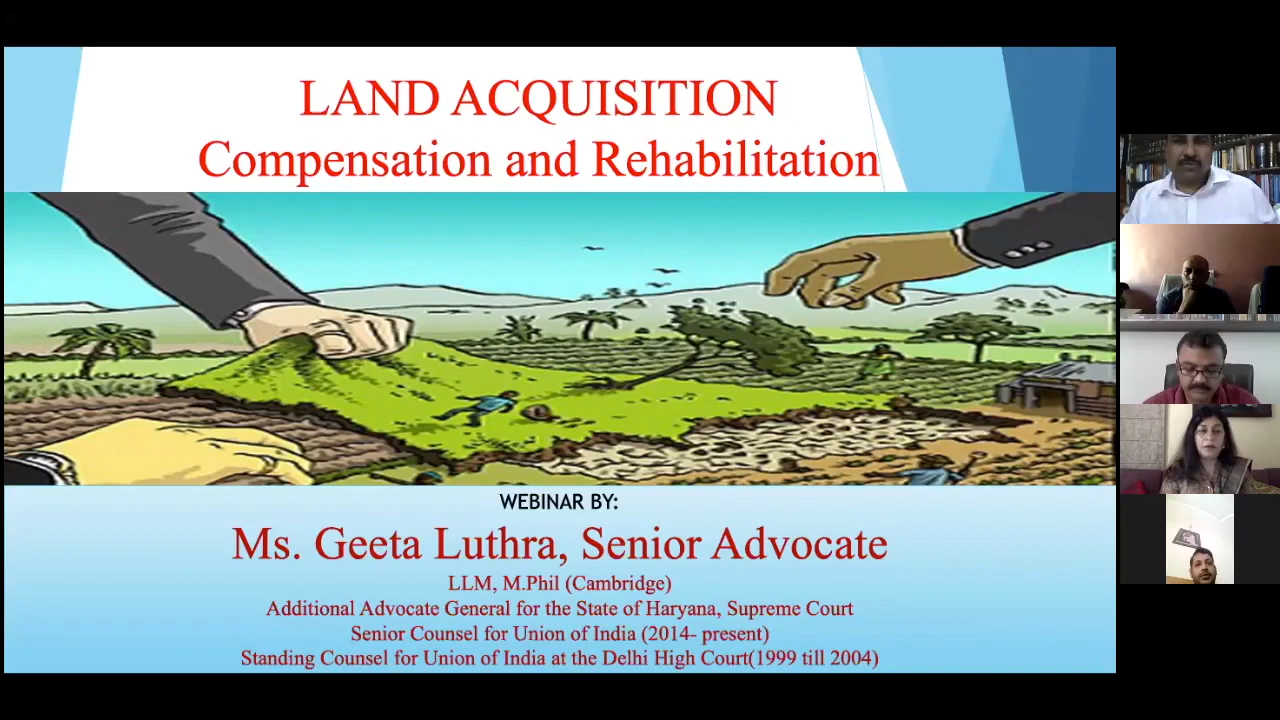 LAND ACQUISITION
Compensation and Rehabilitation
WEBINAR BY:
Ms. Geeta Luthra, Senior Advocate
LLM, M.Phil (Cambridge)
Additional Advocate General for the State of Haryana, Supreme Court
Senior Counsel for Union of India (2014- present)
Standing Counsel for Union of India at the Delhi High Court(1999 till 2004)